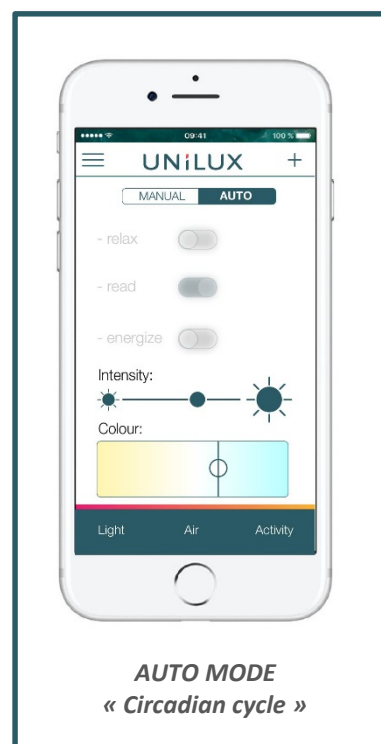 09:41 100 %
UNiLUX +
MANUAL AUTO
- relax
- read
- energize
Intensity:
Colour:
Light Air Activity
AUTO MODE
« Circadian cycle »